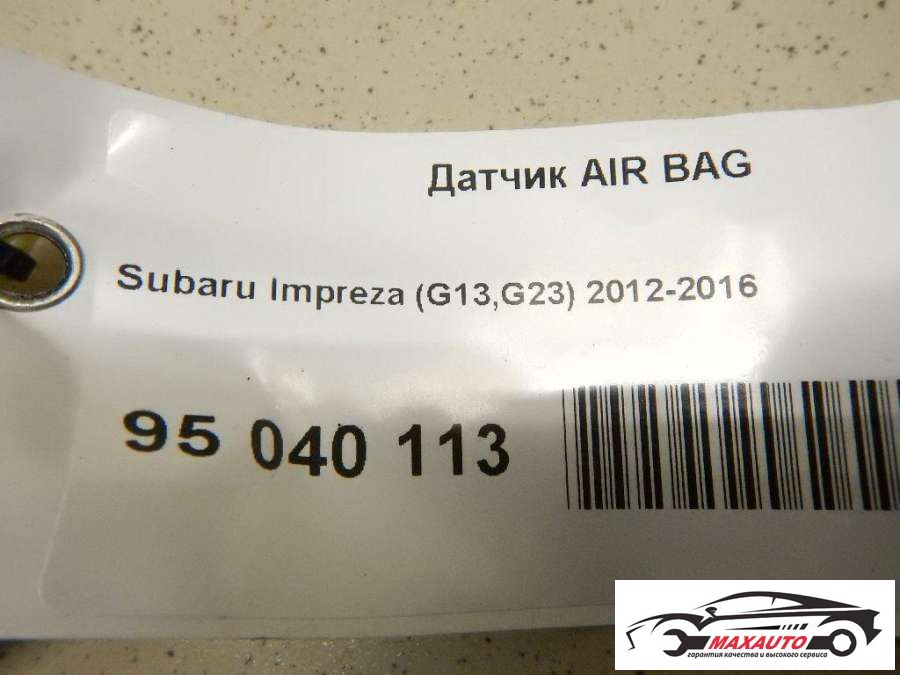 Датчик AIR BAG
Subaru Impreza (G13,G23) 2012-2016
95 040 113
MAXAUTO
гарантия качества и высокого сервиса